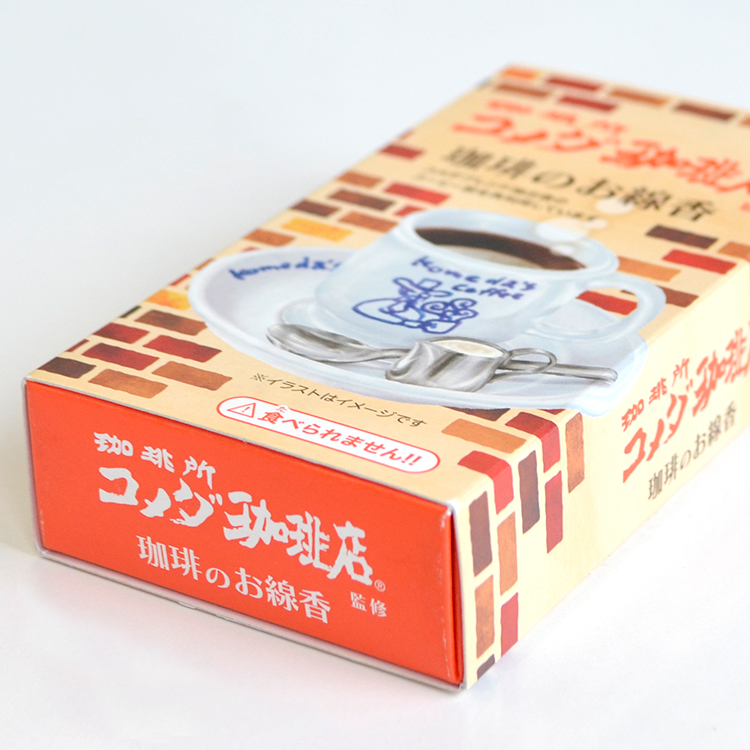 珈琲所
コメダ珈琲店
珈琲のお線香
Komeda's
Komeda's
Coffee
※イラストはイメージです
食べられません!!
珈琲所
コメダ珈琲店®
珈琲のお線香
監修
珈琲所
コメダ珈琲
珈琲のお線香